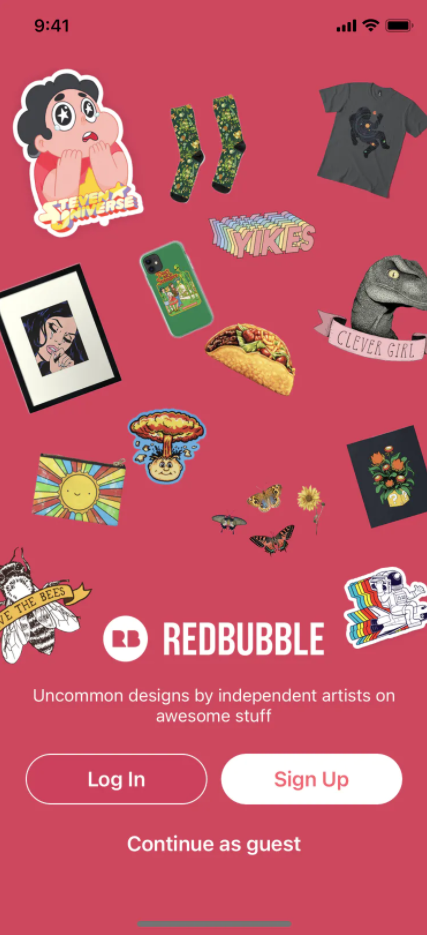 9:41
STEVEN
UNIVERSE
YIKES
CLEVER GIRL
VE THE BEES
RB REDBUBBLE
Uncommon designs by independent artists on
awesome stuff
Log In
Sign Up
Continue as guest